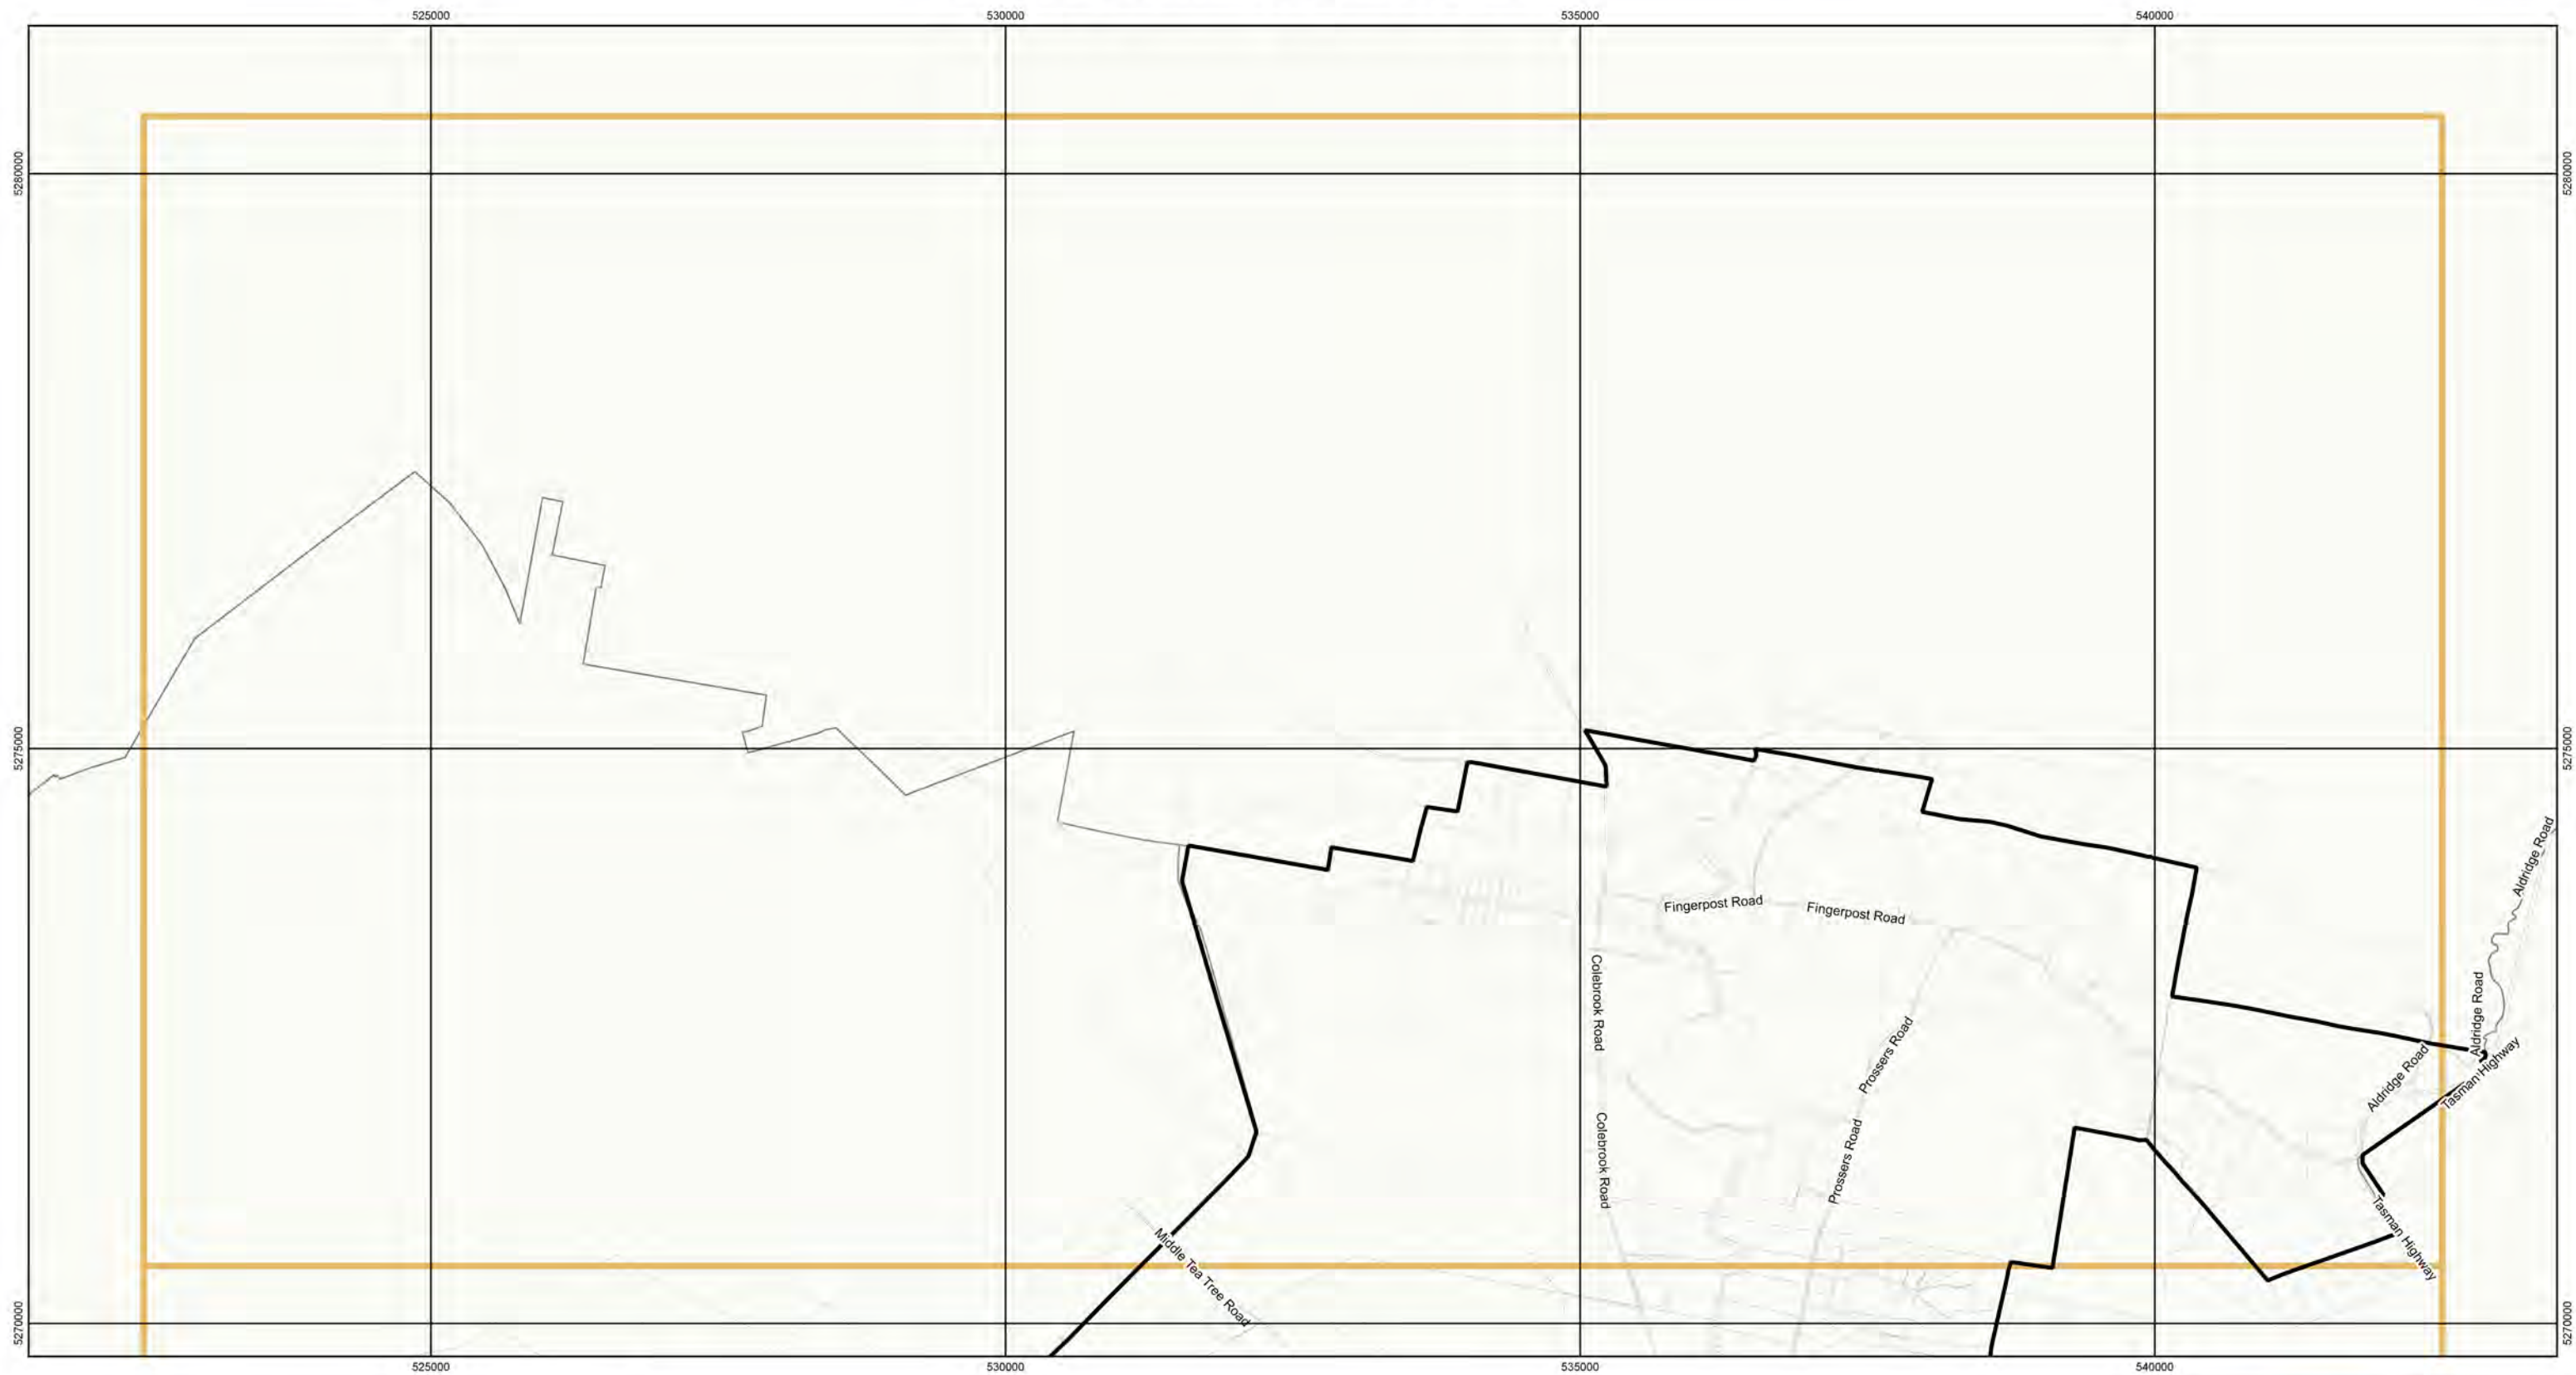 525000
530000
535000
540000
5280000
5280000
5275000
5275000
Aldridge Road
Fingerpost Road
Fingerpost Road
Colebrook Road
Aldridge Road
Prossers Road
Aldridge Road
Tasman Highway
Colebrook Road
Prossers Road
Tasman Highway
Middle Tea Tree Road
5270000
5270000
525000
530000
535000
540000